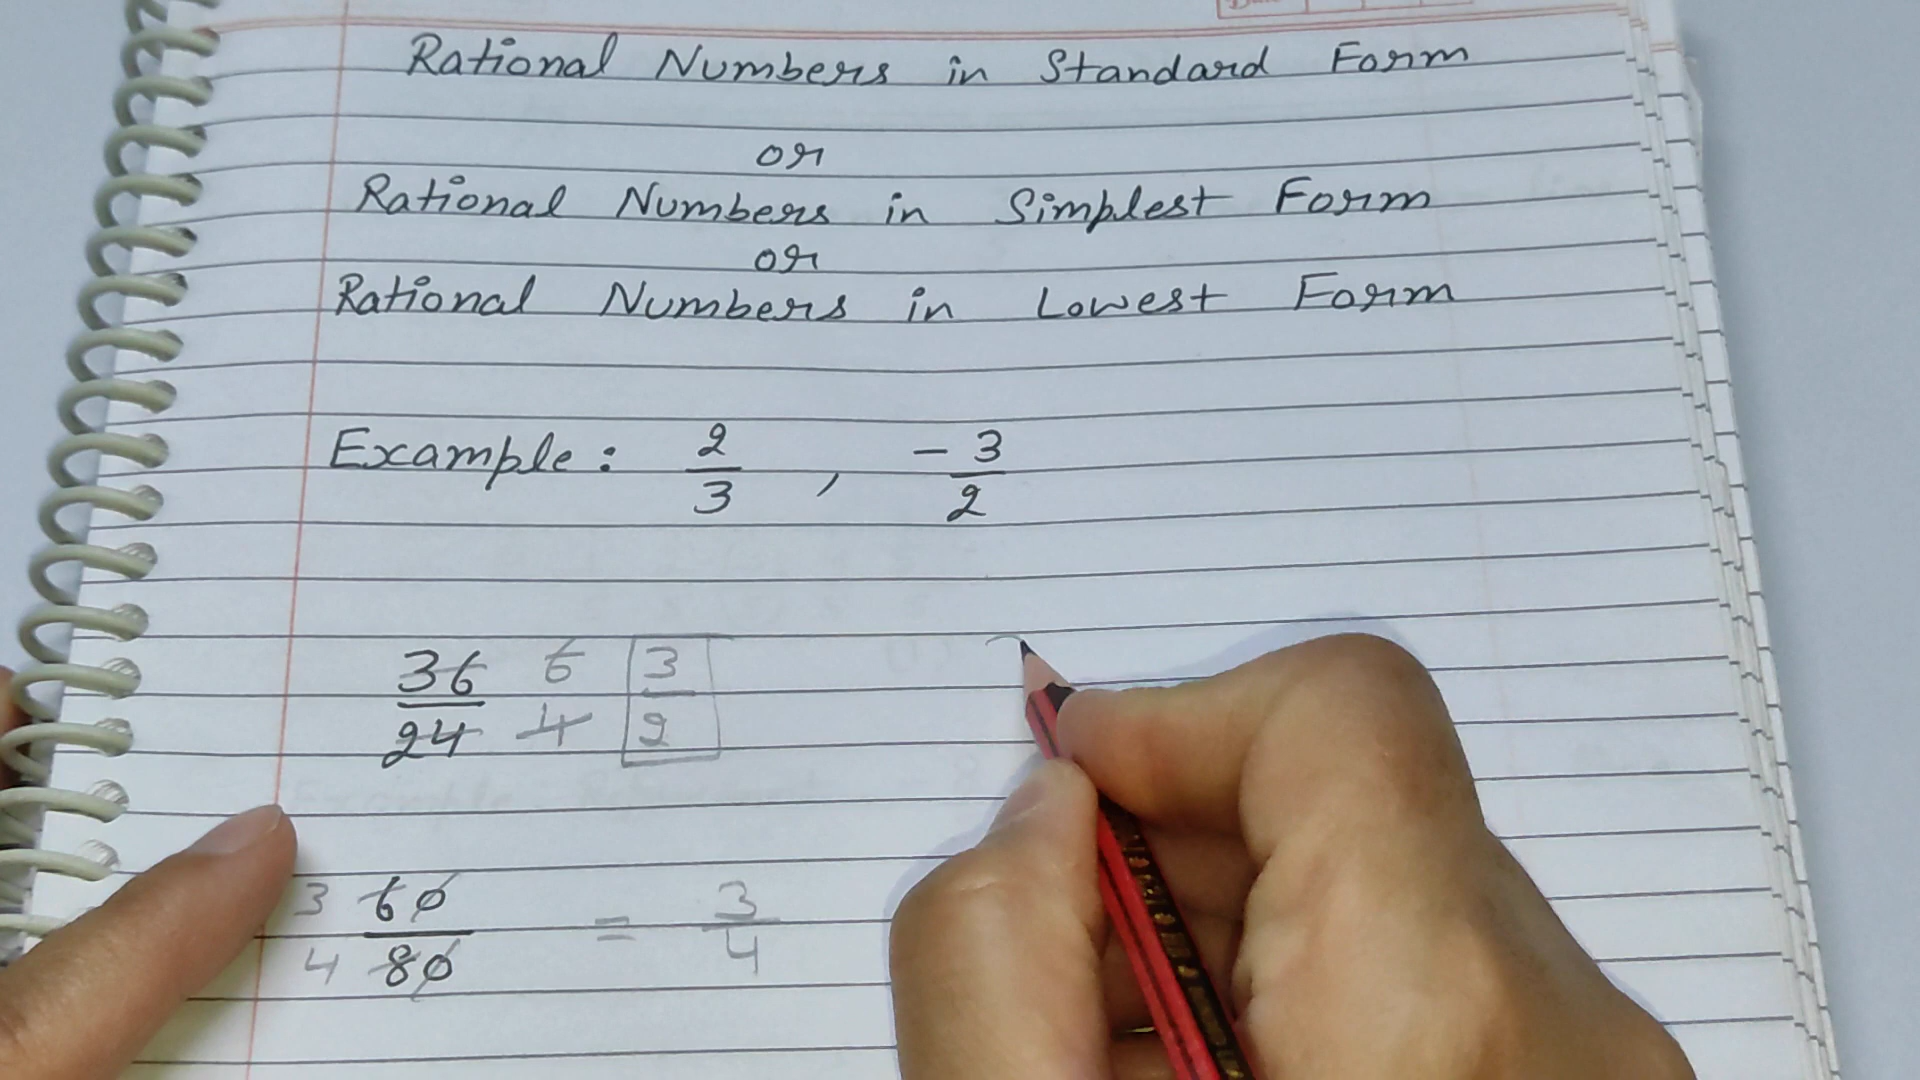 Rational Numbers in Standard Form
or
Rational Numbers in Simplest Form
or
Rational Numbers in Lowest Form
Example: 2/3 , -3/2
36/24 6/4 3/2
3 60
4 80
= 3/4